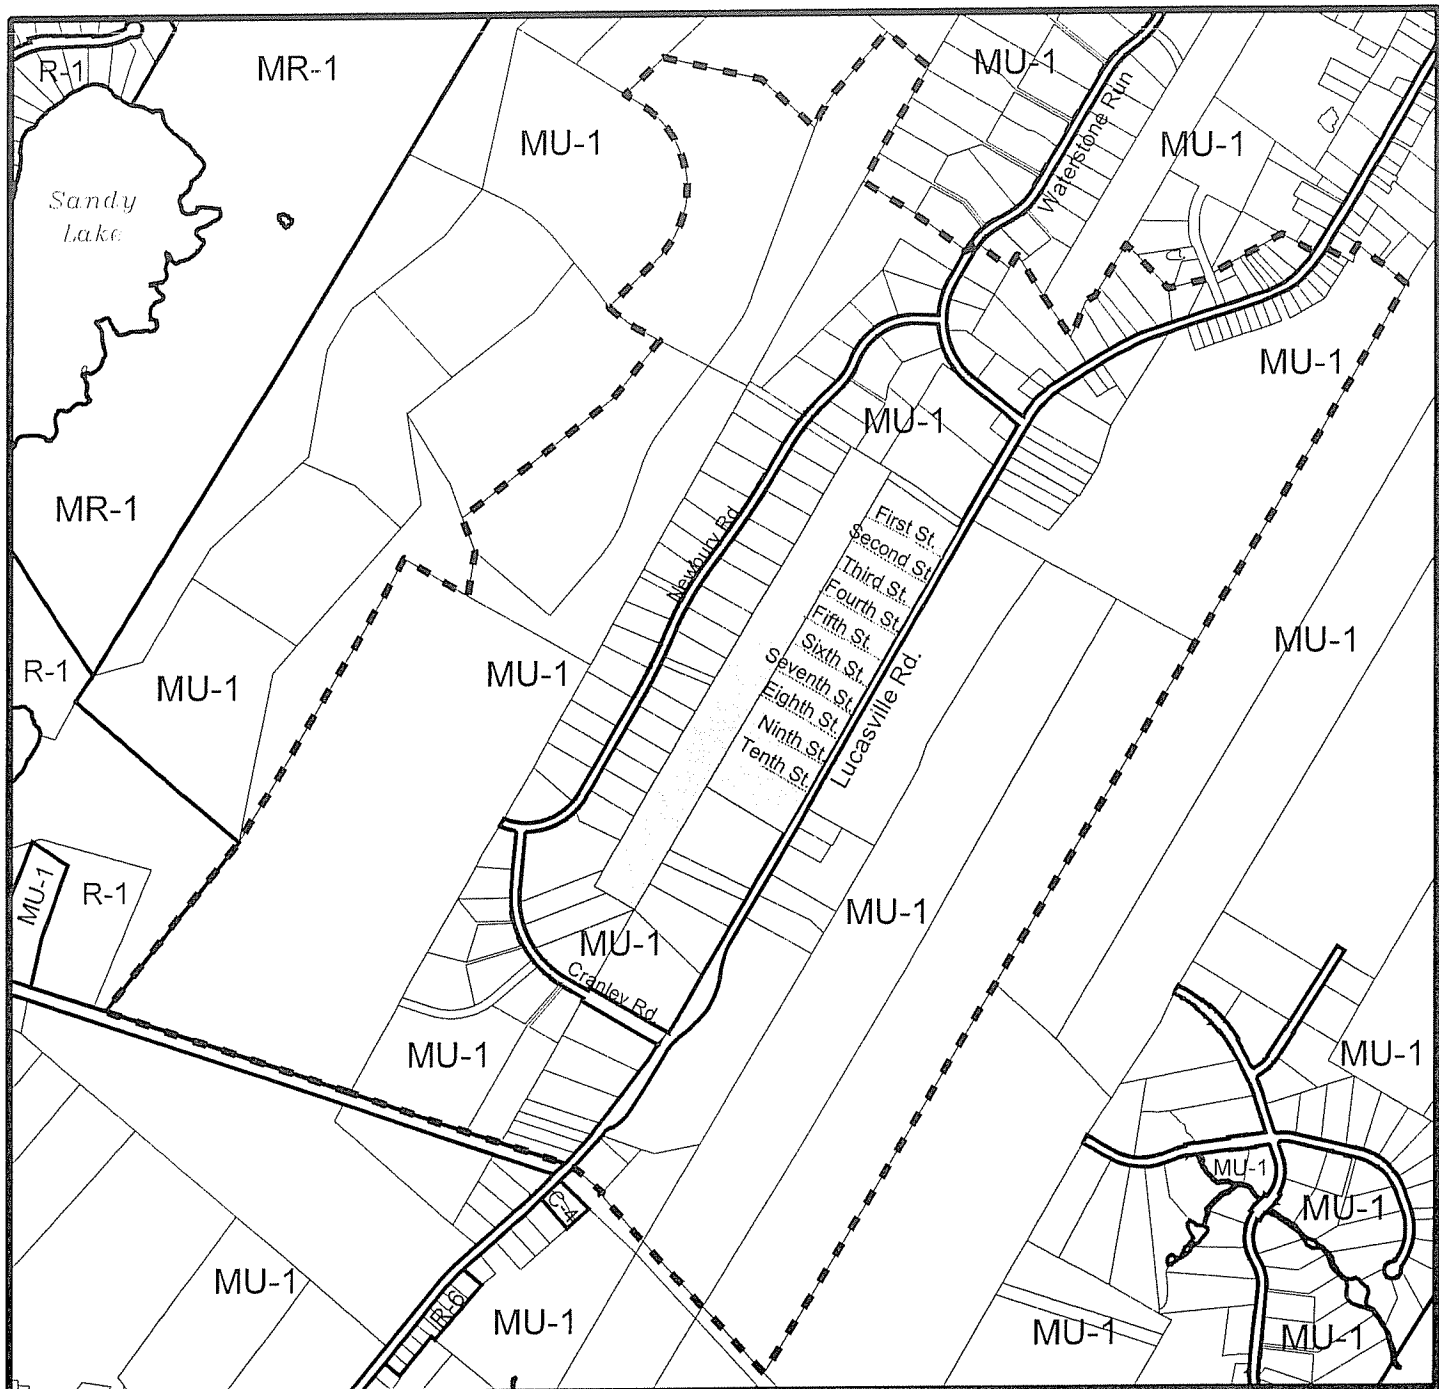 R-1
MR-1
MU-1
MU-1
Waterstone Run
MU-1
Sandy
Lake
MU-1
MU-1
MR-1
First St.
Second St.
Third St.
Fourth St.
Fifth St.
Sixth St.
Seventh St.
Eighth St.
Ninth St.
Tenth St.
Newbury Rd.
Lucasville Rd.
MU-1
R-1
MU-1
MU-1
MU-1
R-1
MU-1
MU-1
Cranley Rd.
MU-1
MU-1
MU-1
C-4
MU-1
MU-1
R-6
MU-1
MU-1
MU-1